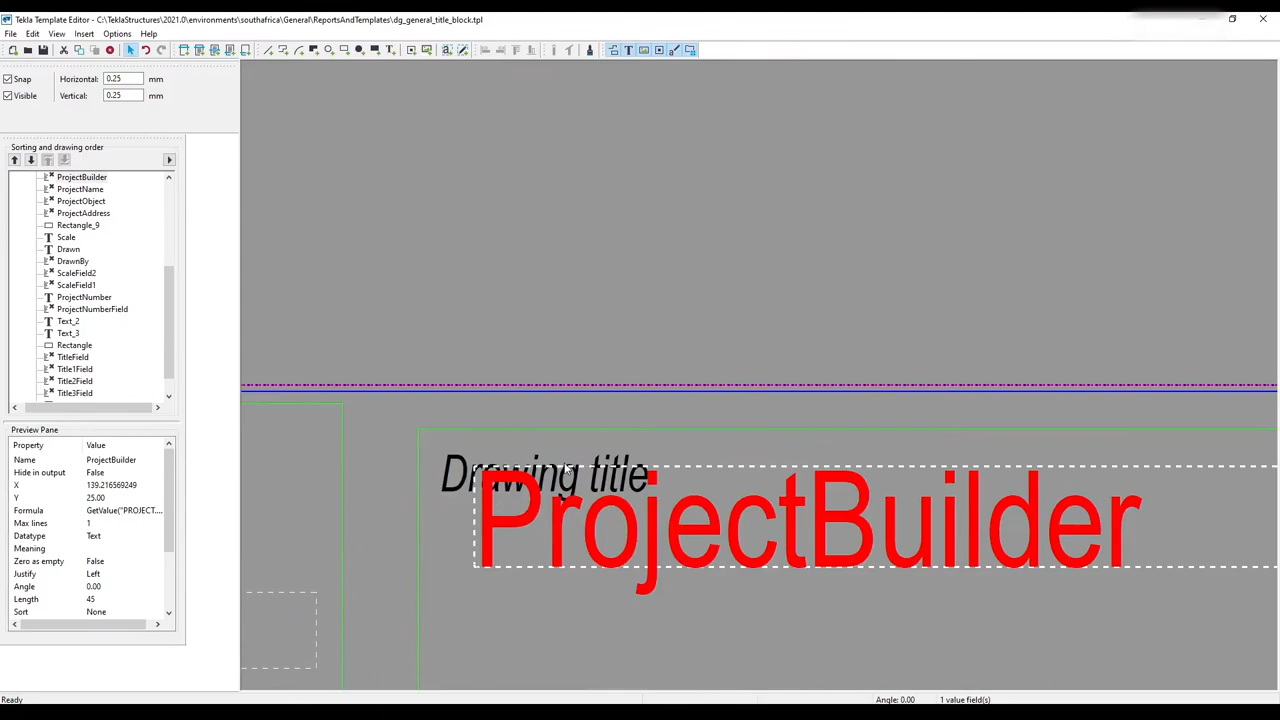 Tekla Template Editor - C:\TeklaStructures\2021.0\environments\southafrica\General\ReportsAndTemplates\dg_general_title_block.tpl
File Edit View Insert Options Help
Snap Horizontal: 0.25 mm
Visible Vertical: 0.25 mm
Sorting and drawing order
ProjectBuilder
ProjectName
ProjectObject
ProjectAddress
Rectangle_9
Scale
Drawn
DrawnBy
ScaleField2
ScaleField1
ProjectNumber
ProjectNumberField
Text_2
Text_3
Rectangle
TitleField
Title1Field
Title2Field
Title3Field
Preview Pane
Property Value
Name ProjectBuilder
Hide in output False
X 139.216569249
Y 25.00
Formula GetValue("PROJECT....
Max lines 1
Datatype Text
Meaning
Zero as empty False
Justify Left
Angle 0.00
Length 45
Sort None
Drawing title
ProjectBuilder
Ready Angle: 0.00 1 value field(s)